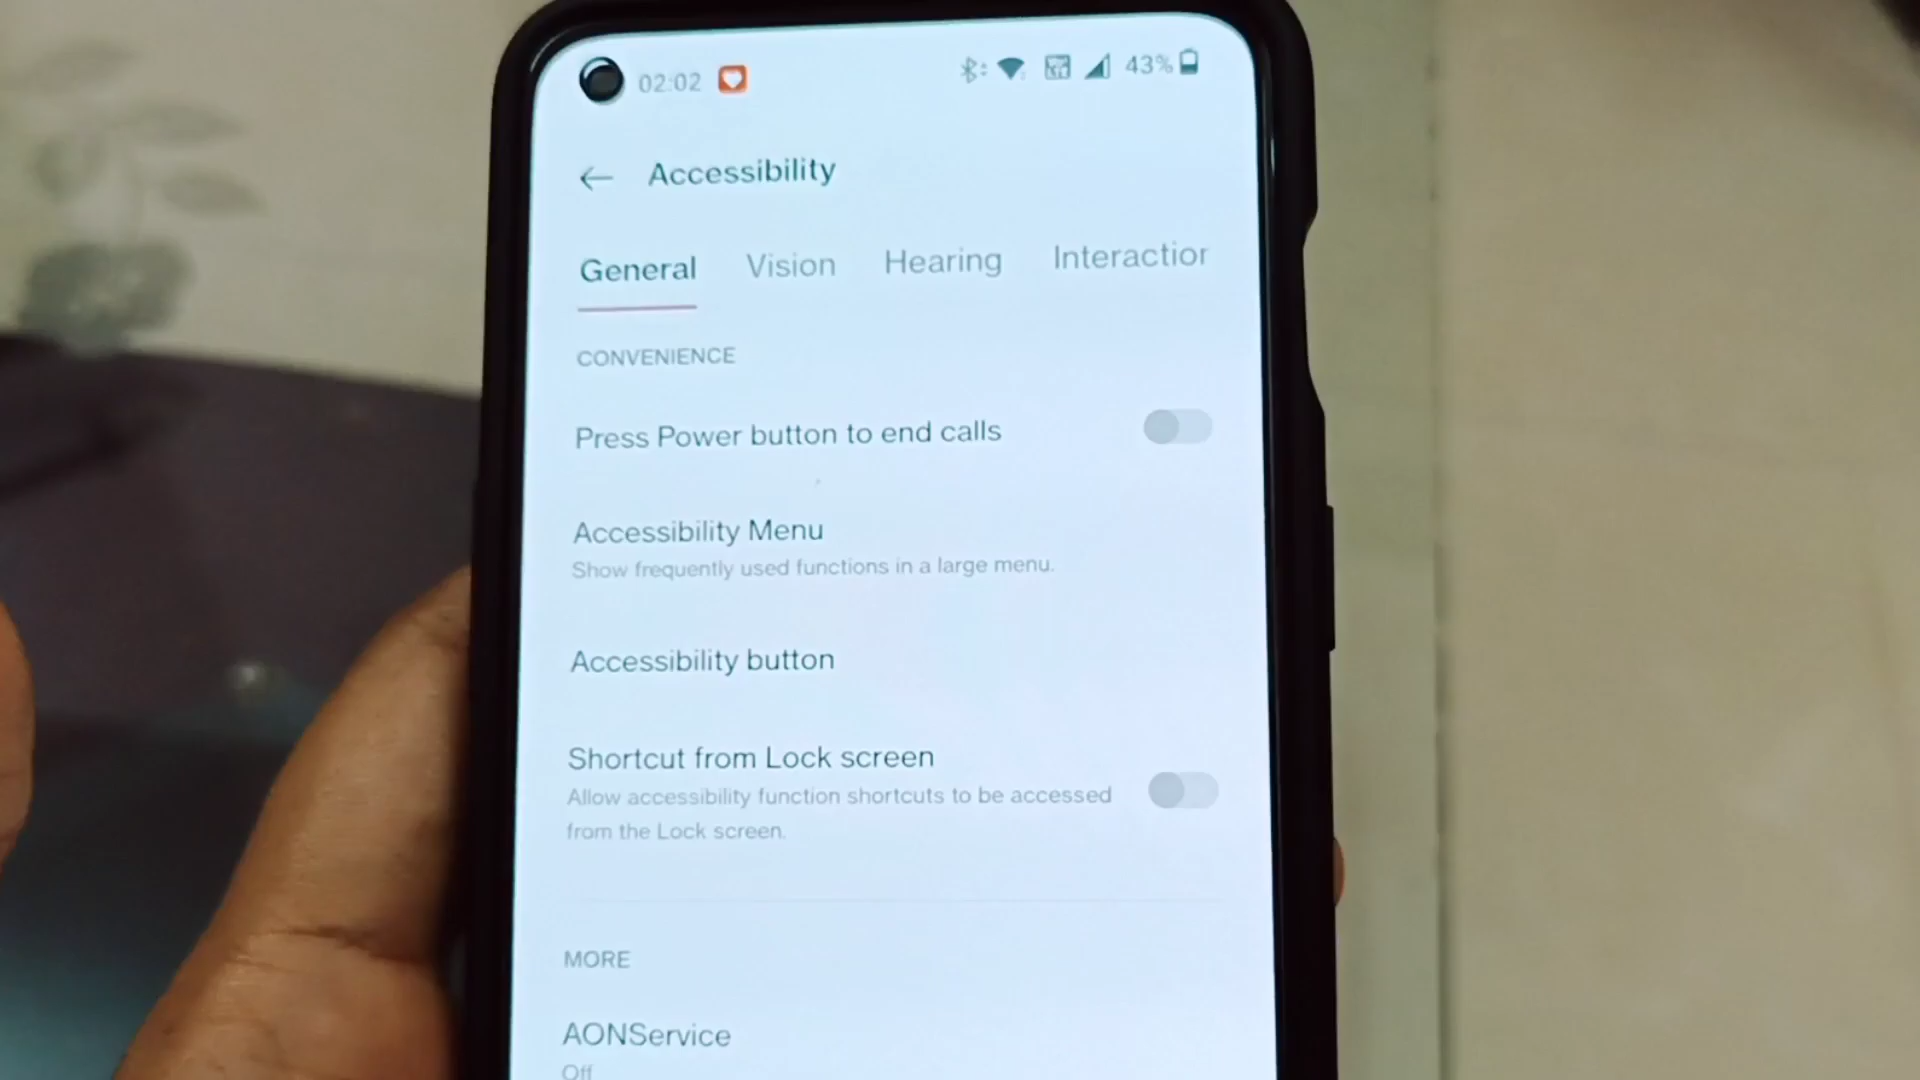 02:02
43%
Accessibility
General Vision Hearing Interactior
CONVENIENCE
Press Power button to end calls
Accessibility Menu
Show frequently used functions in a large menu.
Accessibility button
Shortcut from Lock screen
Allow accessibility function shortcuts to be accessed
from the Lock screen.
MORE
AONService
Off